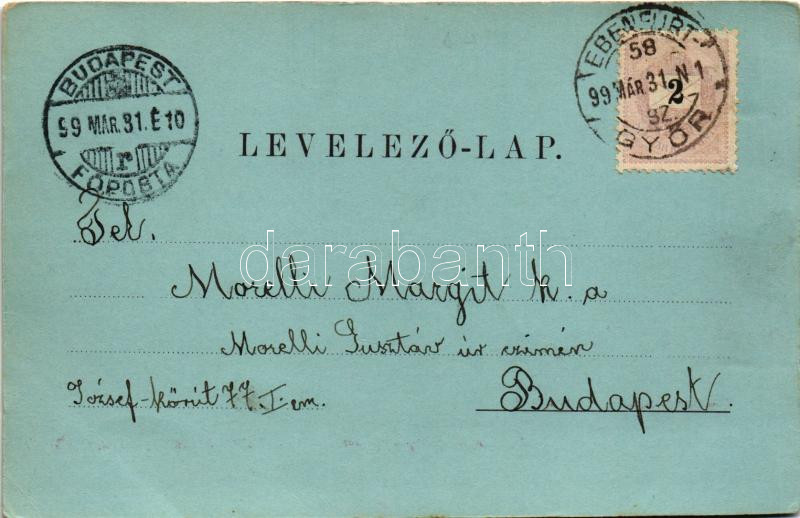 BUDAPEST
99 MÁR. 31. É 10
r
FŐPOSTA
EBENFURT-
58
99 MÁR. 31. N 1
SZ. 7
GYŐR
2
LEVELEZŐ-LAP.
Tek.
Morelli Margit k. a
Morelli Gusztáv úr czimén
József-körút 77. I. em.
Budapest.
darabanth